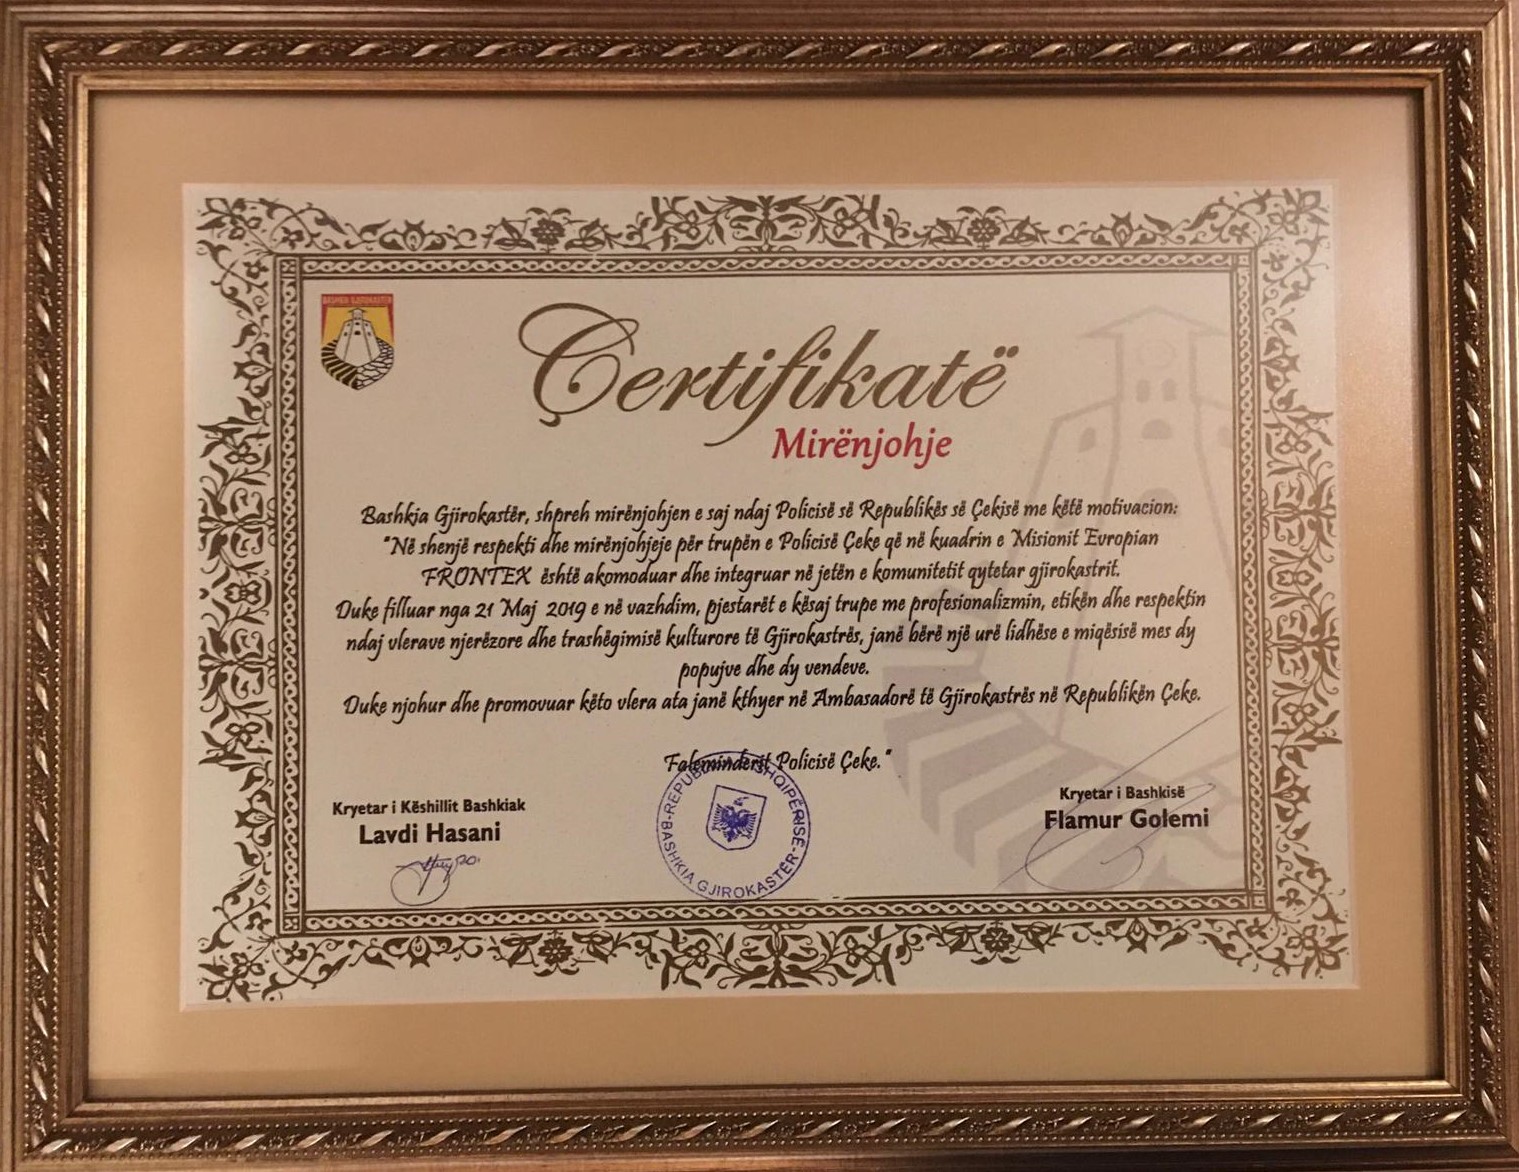 BASHKIA GJIROKASTËR
Çertifikatë
Mirënjohje
Bashkia Gjirokastër, shpreh mirënjohjen e saj ndaj Policisë së Republikës së Çekisë me këtë motivacion:
"Në shenjë respekti dhe mirënjohjeje për trupën e Policisë Çeke që në kuadrin e Misionit Evropian
FRONTEX është akomoduar dhe integruar në jetën e komunitetit qytetar gjirokastrit.
Duke filluar nga 21 Maj 2019 e në vazhdim, pjestarët e kësaj trupe me profesionalizmin, etikën dhe respektin
ndaj vlerave njerëzore dhe trashëgimisë kulturore të Gjirokastrës, janë bërë një urë lidhëse e miqësisë mes dy
popujve dhe dy vendeve.
Duke njohur dhe promovuar këto vlera ata janë kthyer në Ambasadorë të Gjirokastrës në Republikën Çeke.
Faleminderit Policisë Çeke."
Kryetar i Këshillit Bashkiak
Lavdi Hasani
REPUBLIKA E SHQIPËRISË
BASHKIA GJIROKASTËR
Kryetar i Bashkisë
Flamur Golemi